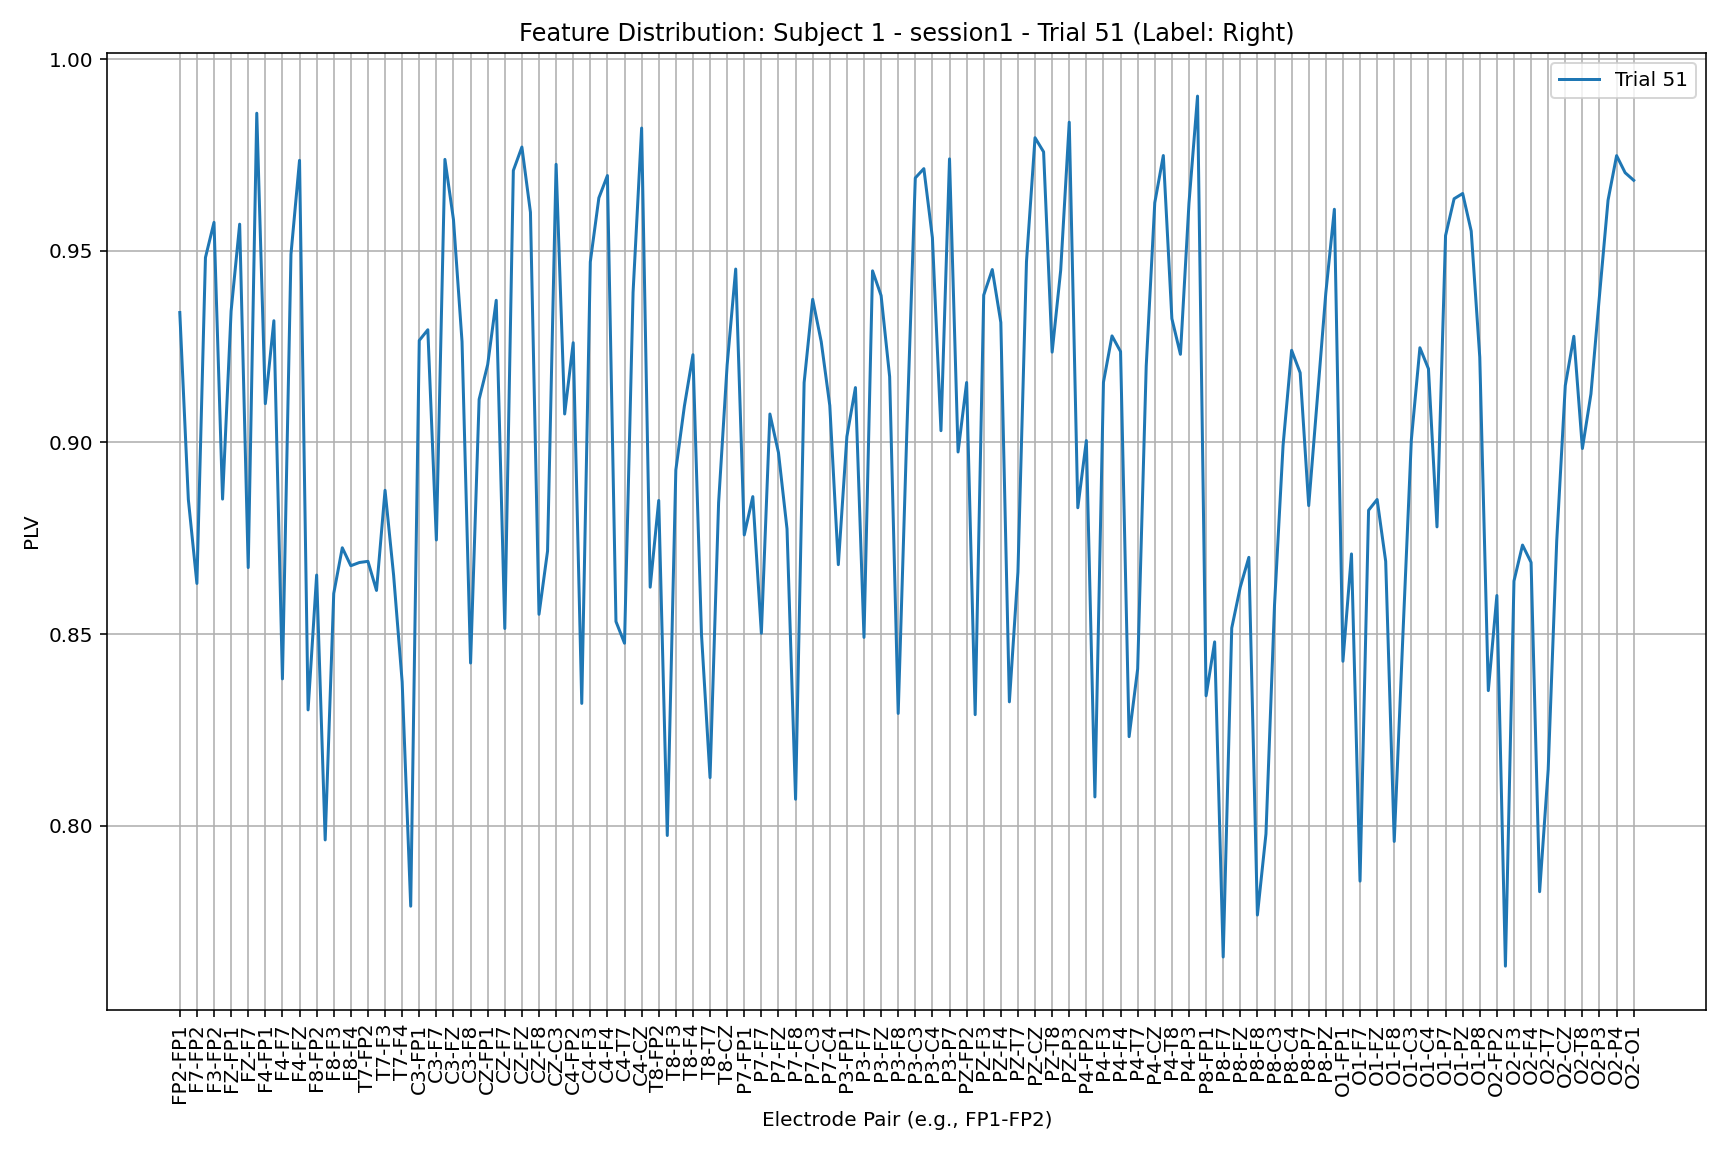 Feature Distribution: Subject 1 - session1 - Trial 51 (Label: Right)
Trial 51
PLV
1.00
0.95
0.90
0.85
0.80
FP2-FP1
F7-FP2
F3-FP2
FZ-FP1
FZ-F7
F4-FP1
F4-F7
F4-FZ
F8-FP2
F8-F3
F8-F4
T7-FP2
T7-F3
T7-F4
C3-FP1
C3-F7
C3-FZ
C3-F8
CZ-FP1
CZ-F7
CZ-FZ
CZ-F8
CZ-C3
C4-FP2
C4-F3
C4-F4
C4-T7
C4-CZ
T8-FP2
T8-F3
T8-F4
T8-T7
T8-CZ
P7-FP1
P7-F7
P7-FZ
P7-F8
P7-C3
P7-C4
P3-FP1
P3-F7
P3-FZ
P3-F8
P3-C3
P3-C4
P3-P7
PZ-FP2
PZ-F3
PZ-F4
PZ-T7
PZ-CZ
PZ-T8
PZ-P3
P4-FP2
P4-F3
P4-F4
P4-T7
P4-CZ
P4-T8
P4-P3
P8-FP1
P8-F7
P8-FZ
P8-F8
P8-C3
P8-C4
P8-P7
P8-PZ
O1-FP1
O1-F7
O1-FZ
O1-F8
O1-C3
O1-C4
O1-P7
O1-PZ
O1-P8
O2-FP2
O2-F3
O2-F4
O2-T7
O2-CZ
O2-T8
O2-P3
O2-P4
O2-O1
Electrode Pair (e.g., FP1-FP2)